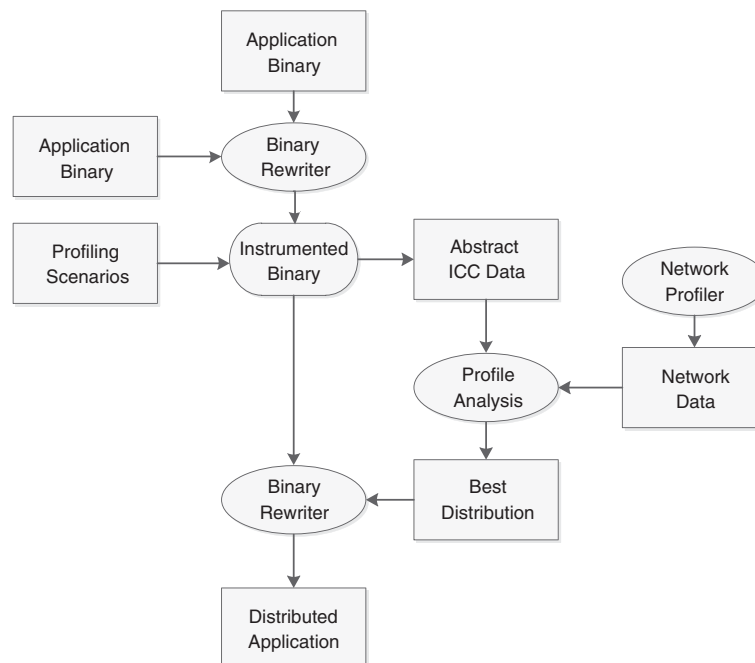 Application
Binary
Application
Binary
Binary
Rewriter
Profiling
Scenarios
Instrumented
Binary
Abstract
ICC Data
Network
Profiler
Profile
Analysis
Network
Data
Binary
Rewriter
Best
Distribution
Distributed
Application